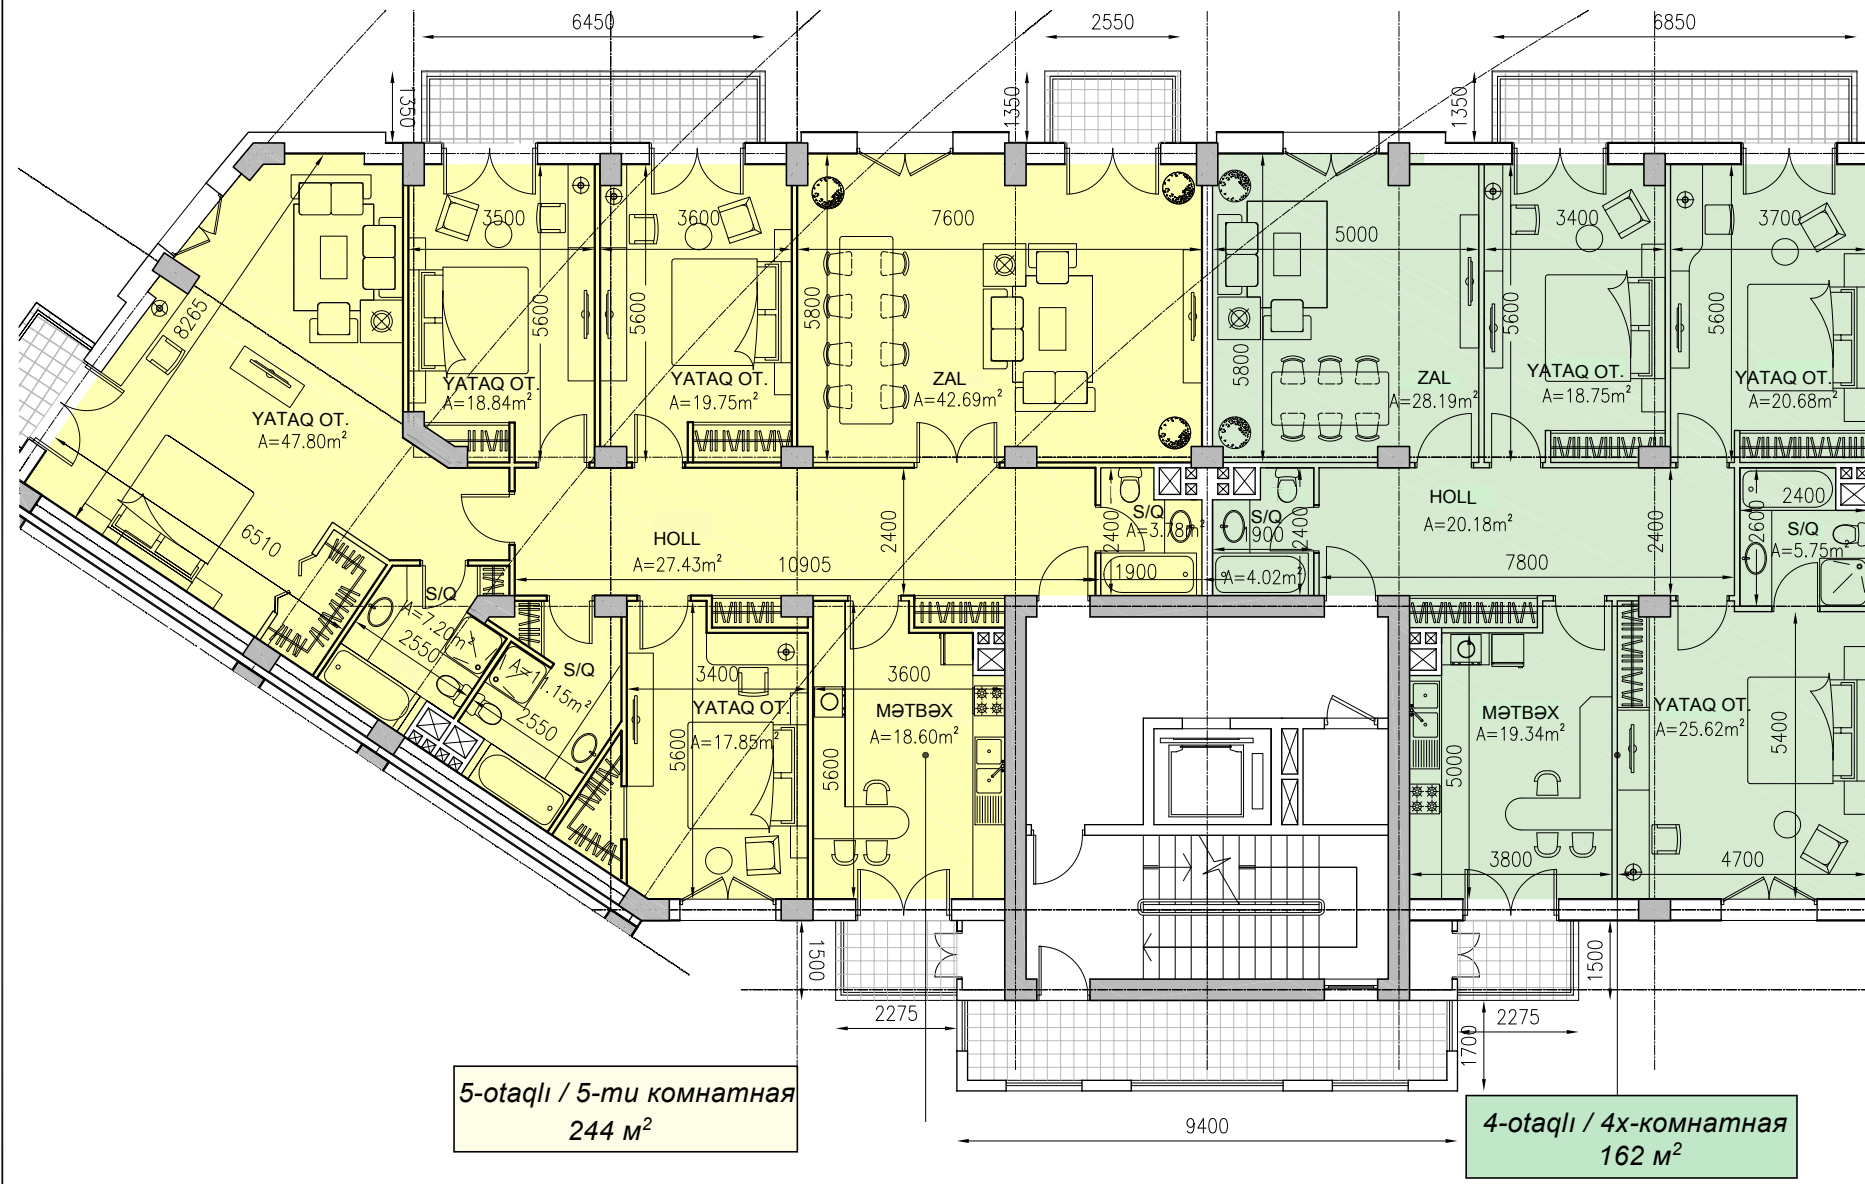 6450
2550
6850
1350
1350
1350
3500
3600
7600
5000
3400
3700
8265
5600
5600
5800
5800
5600
5600
YATAQ OT.
A=47.80m²
YATAQ OT.
A=18.84m²
YATAQ OT.
A=19.75m²
ZAL
A=42.69m²
ZAL
A=28.19m²
YATAQ OT.
A=18.75m²
YATAQ OT.
A=20.68m²
6510
HOLL
A=27.43m²
10905
2400
2400
S/Q
A=3.78m²
1900
S/Q
1900
2400
A=4.02m²
HOLL
A=20.18m²
7800
2400
2600
2400
S/Q
A=5.75m²
S/Q
A=7.20m²
2550
S/Q
A=11.15m²
2550
3400
YATAQ OT.
A=17.85m²
5600
3600
MƏTBƏX
A=18.60m²
5600
MƏTBƏX
A=19.34m²
5000
3800
YATAQ OT.
A=25.62m²
5400
4700
1500
1500
2275
2275
1700
9400
5-otaqlı / 5-ти комнатная
244 м²
4-otaqlı / 4х-комнатная
162 м²